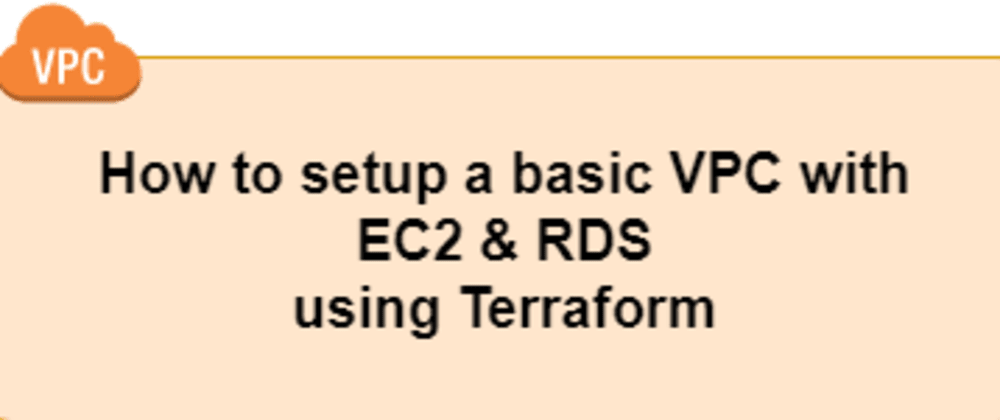 VPC
How to setup a basic VPC with
EC2 & RDS
using Terraform